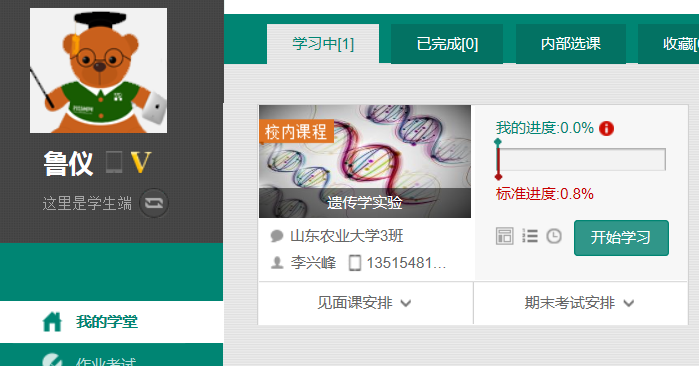 鲁仪
这里是学生端
我的学堂
作业考试
学习中[1]
已完成[0]
内部选课
收藏[0
校内课程
遗传学实验
山东农业大学3班
李兴峰 13515481...
我的进度:0.0%
标准进度:0.8%
开始学习
见面课安排
期末考试安排